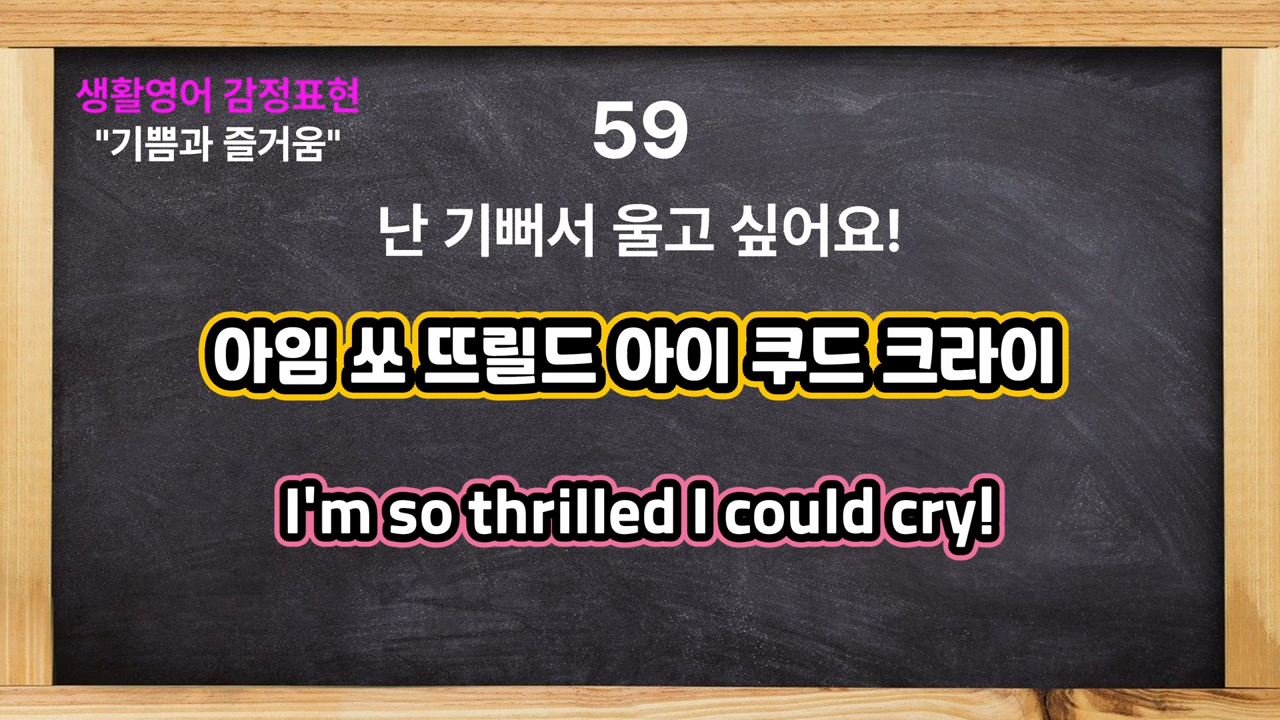 생활영어 감정표현
"기쁨과 즐거움"
59
난 기뻐서 울고 싶어요!
아임 쏘 뜨릴드 아이 쿠드 크라이
I'm so thrilled I could cry!